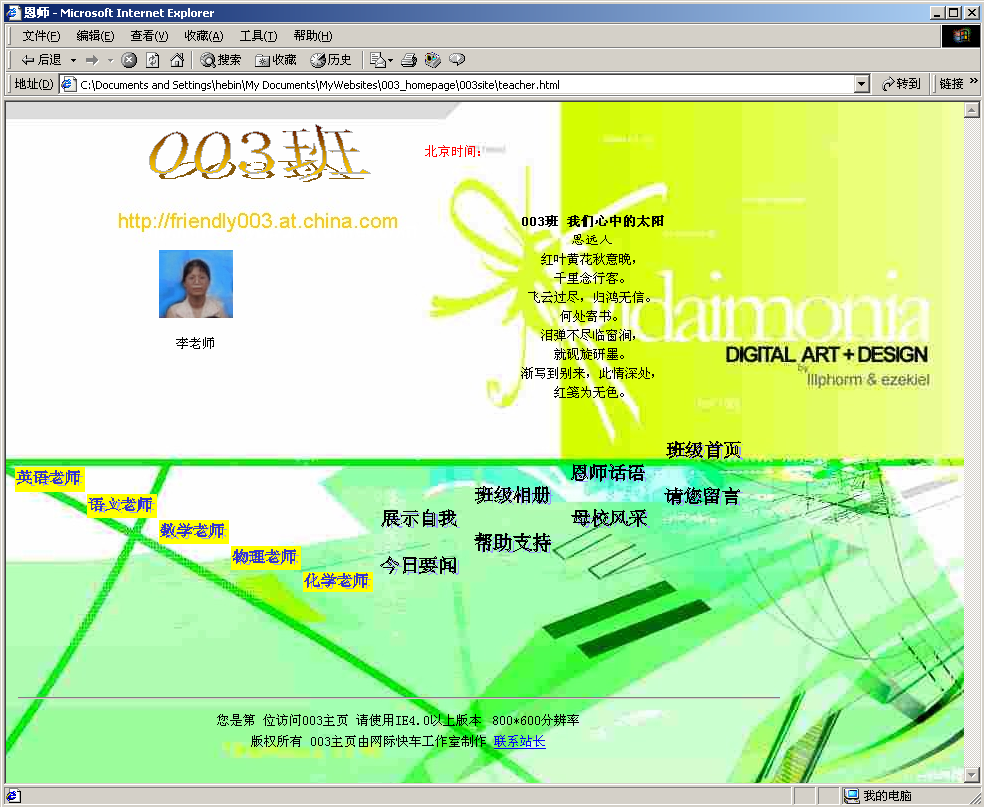 恩师 - Microsoft Internet Explorer
文件(F) 编辑(E) 查看(V) 收藏(A) 工具(T) 帮助(H)
后退 搜索 收藏 历史
地址(D) C:\Documents and Settings\hebin\My Documents\MyWebsites\003_homepage\003site\teacher.html 转到 链接 »
003班
北京时间:
http://friendly003.at.china.com
李老师
003班 我们心中的太阳
恩远人
红叶黄花秋意晚，
千里念行客。
飞云过尽，归鸿无信。
何处寄书。
泪弹不尽临窗涧，
就砚旋研墨。
渐写到别来，此情深处，
红笺为无色。
daimonia
DIGITAL ART + DESIGN
by
Illphorm & ezekiel
班级首页
恩师话语
请您留言
班级相册
母校风采
展示自我
帮助支持
今日要闻
英语老师
语文老师
数学老师
物理老师
化学老师
您是第 位访问003主页 请使用IE4.0以上版本 800*600分辨率
版权所有 003主页由网际快车工作室制作 联系站长
我的电脑